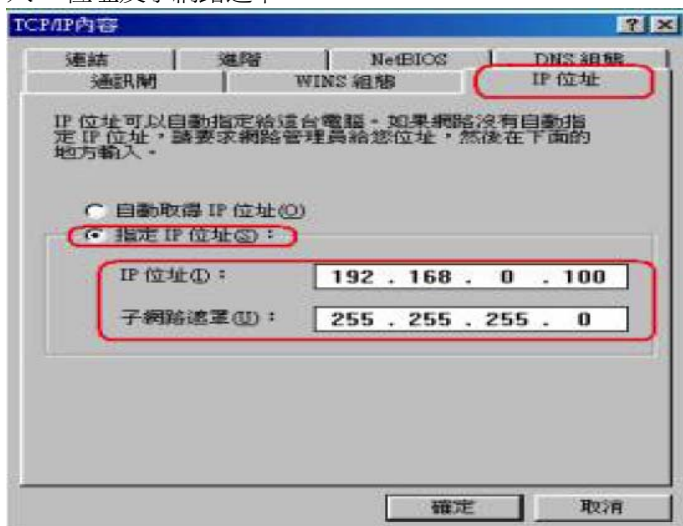 TCP/IP內容
連結 進階 NetBIOS DNS 組態
通訊閘 WINS 組態 IP 位址
IP 位址可以自動指定給這台電腦。如果網路沒有自動指
定 IP 位址,請要求網路管理員給您位址,然後在下面的
地方輸入。
自動取得 IP 位址(O)
指定 IP 位址(S):
IP 位址(I): 192 . 168 . 0 . 100
子網路遮罩(U): 255 . 255 . 255 . 0
確定 取消